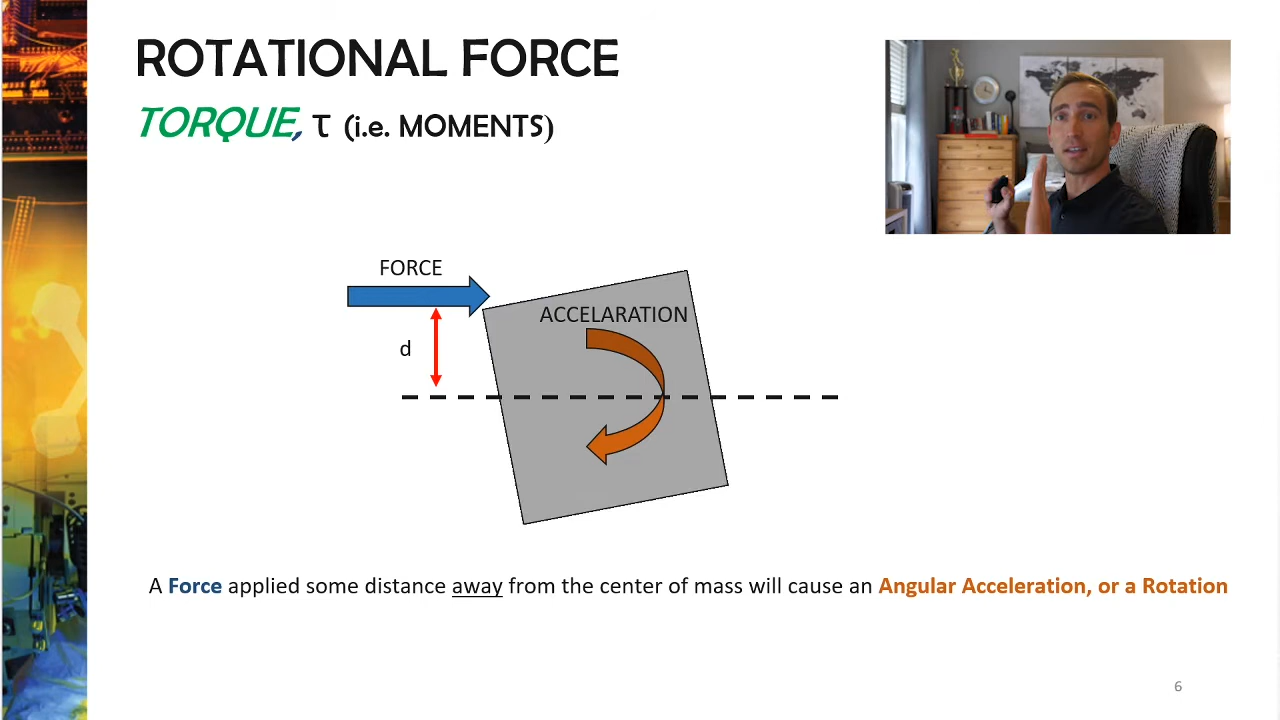 ROTATIONAL FORCE
TORQUE, τ (i.e. MOMENTS)
FORCE
ACCELARATION
d
A Force applied some distance away from the center of mass will cause an Angular Acceleration, or a Rotation
6